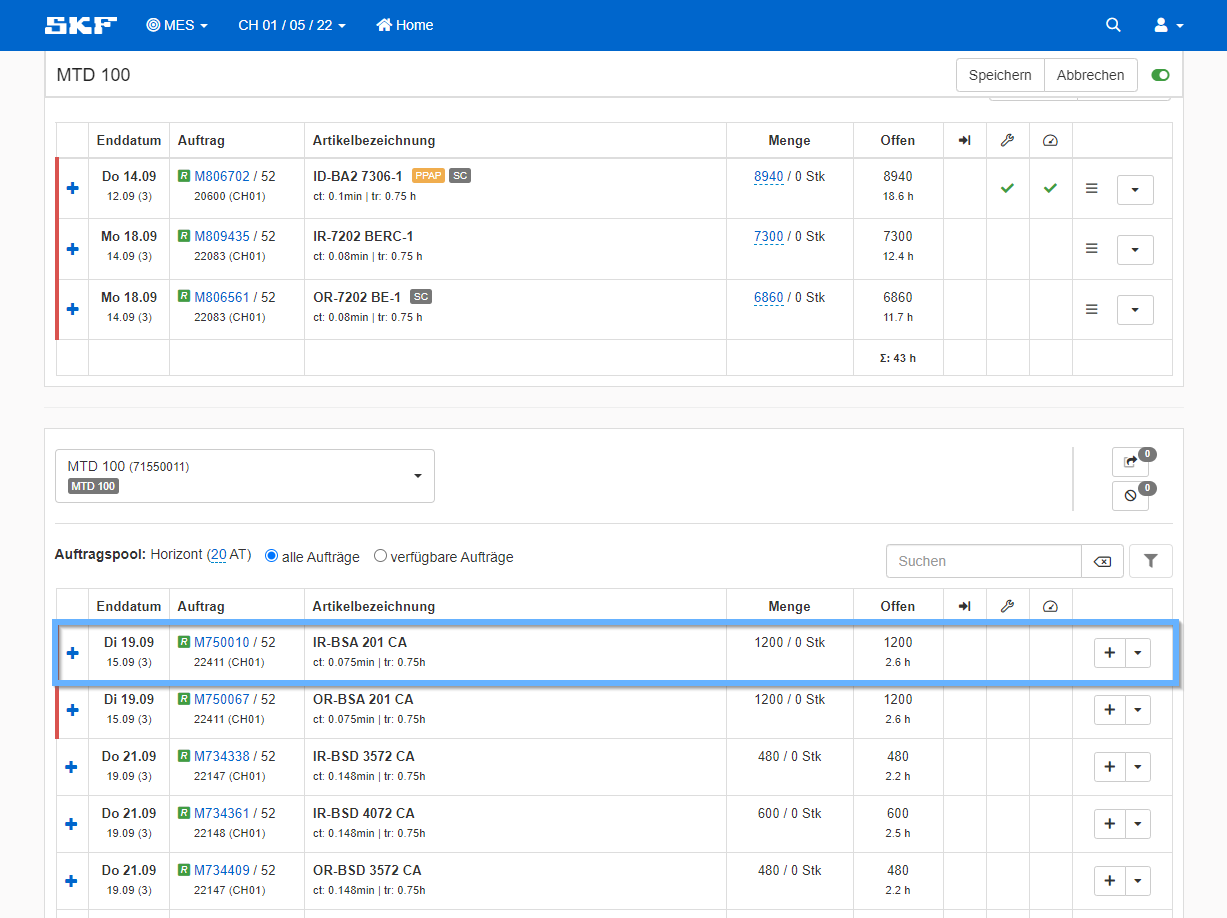 SKF MES CH 01 / 05 / 22 Home
MTD 100 Speichern Abbrechen
Enddatum Auftrag Artikelbezeichnung Menge Offen
Do 14.09 R M806702 / 52 ID-BA2 7306-1 PPAP SC 8940 / 0 Stk 8940
12.09 (3) 20600 (CH01) ct: 0.1min | tr: 0.75 h 18.6 h
Mo 18.09 R M809435 / 52 IR-7202 BERC-1 7300 / 0 Stk 7300
14.09 (3) 22083 (CH01) ct: 0.08min | tr: 0.75 h 12.4 h
Mo 18.09 R M806561 / 52 OR-7202 BE-1 SC 6860 / 0 Stk 6860
14.09 (3) 22083 (CH01) ct: 0.08min | tr: 0.75 h 11.7 h
Σ: 43 h
MTD 100 (71550011) 0
MTD 100 0
Auftragspool: Horizont (20 AT) alle Aufträge verfügbare Aufträge Suchen
Enddatum Auftrag Artikelbezeichnung Menge Offen
Di 19.09 R M750010 / 52 IR-BSA 201 CA 1200 / 0 Stk 1200
15.09 (3) 22411 (CH01) ct: 0.075min | tr: 0.75h 2.6 h
Di 19.09 R M750067 / 52 OR-BSA 201 CA 1200 / 0 Stk 1200
15.09 (3) 22411 (CH01) ct: 0.075min | tr: 0.75h 2.6 h
Do 21.09 R M734338 / 52 IR-BSD 3572 CA 480 / 0 Stk 480
19.09 (3) 22147 (CH01) ct: 0.148min | tr: 0.75h 2.2 h
Do 21.09 R M734361 / 52 IR-BSD 4072 CA 600 / 0 Stk 600
19.09 (3) 22148 (CH01) ct: 0.148min | tr: 0.75h 2.5 h
Do 21.09 R M734409 / 52 OR-BSD 3572 CA 480 / 0 Stk 480
19.09 (3) 22147 (CH01) ct: 0.148min | tr: 0.75h 2.2 h